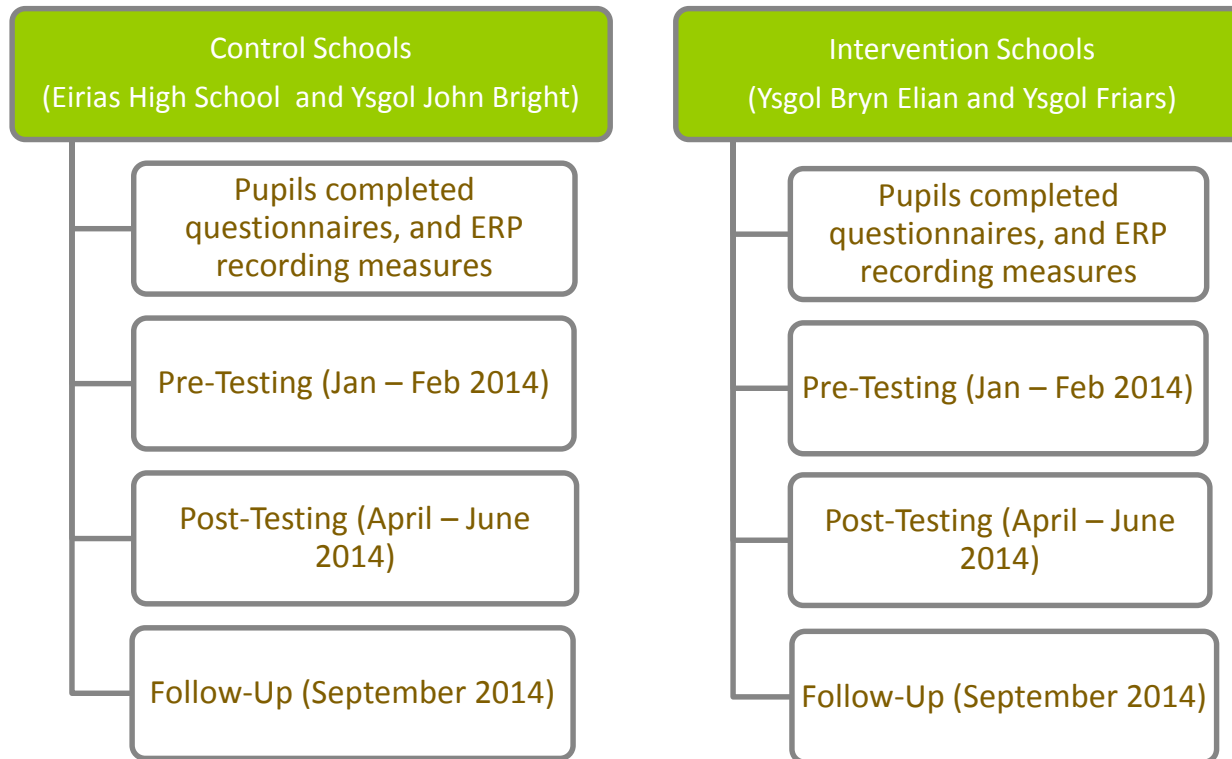 Control Schools
(Eirias High School and Ysgol John Bright)
Pupils completed
questionnaires, and ERP
recording measures
Pre-Testing (Jan – Feb 2014)
Post-Testing (April – June
2014)
Follow-Up (September 2014)
Intervention Schools
(Ysgol Bryn Elian and Ysgol Friars)
Pupils completed
questionnaires, and ERP
recording measures
Pre-Testing (Jan – Feb 2014)
Post-Testing (April – June
2014)
Follow-Up (September 2014)